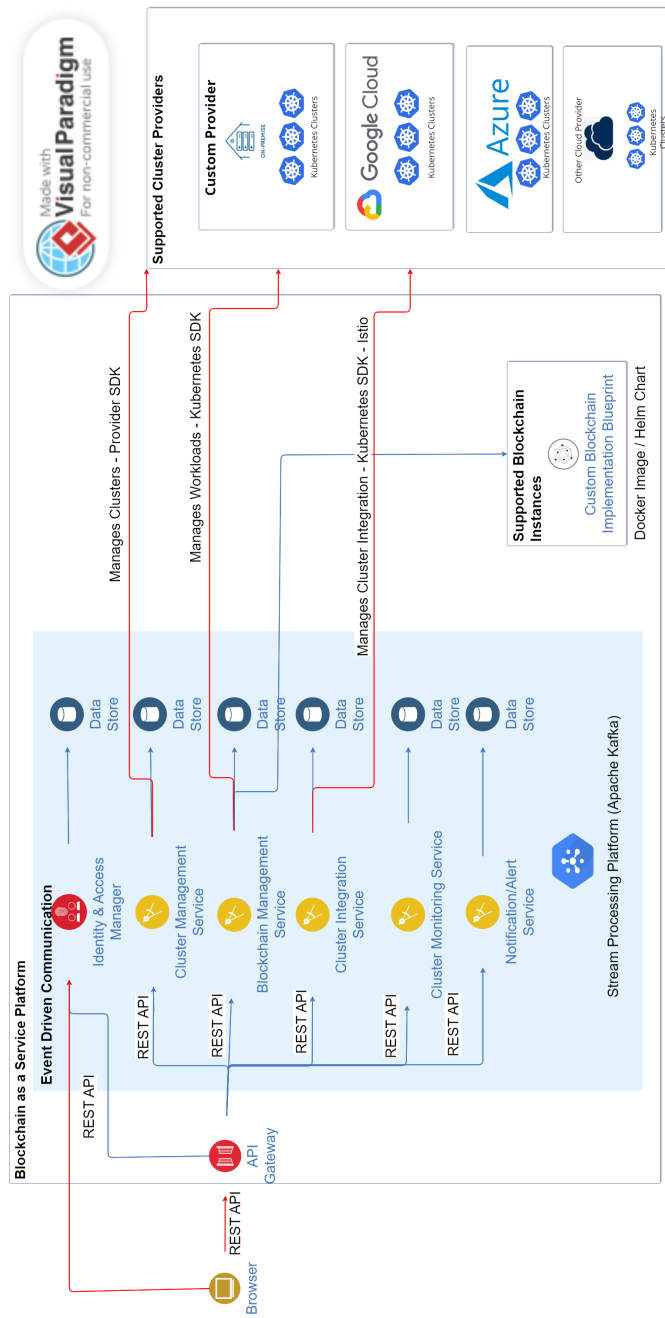 Made with
Visual Paradigm
For non-commercial use
Blockchain as a Service Platform
Event Driven Communication
Browser
REST API
API
Gateway
REST API
REST API
REST API
REST API
REST API
REST API
Identity & Access
Manager
Cluster Management
Service
Blockchain Management
Service
Cluster Integration
Service
Cluster Monitoring Service
Notification/Alert
Service
Data
Store
Data
Store
Data
Store
Data
Store
Data
Store
Data
Store
Stream Processing Platform (Apache Kafka)
Manages Clusters - Provider SDK
Manages Workloads - Kubernetes SDK
Manages Cluster Integration - Kubernetes SDK - Istio
Supported Blockchain
Instances
Custom Blockchain
Implementation Blueprint
Docker Image / Helm Chart
Supported Cluster Providers
Custom Provider
ON-PREMISE
Kubernetes Clusters
Google Cloud
Kubernetes Clusters
Azure
Kubernetes Clusters
Other Cloud Provider
Kubernetes
Clusters